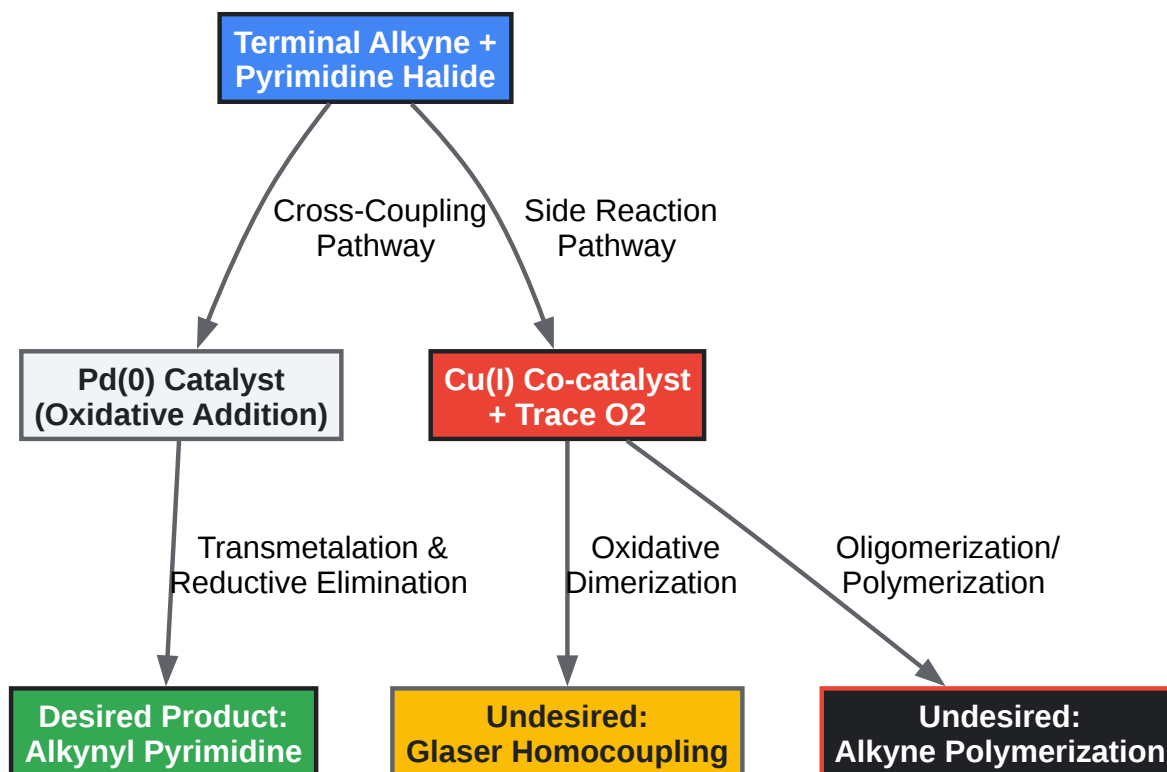 Terminal Alkyne +
Pyrimidine Halide
Cross-Coupling
Pathway
Side Reaction
Pathway
Pd(0) Catalyst
(Oxidative Addition)
Cu(I) Co-catalyst
+ Trace O2
Transmetalation &
Reductive Elimination
Oxidative
Dimerization
Oligomerization/
Polymerization
Desired Product:
Alkynyl Pyrimidine
Undesired:
Glaser Homocoupling
Undesired:
Alkyne Polymerization